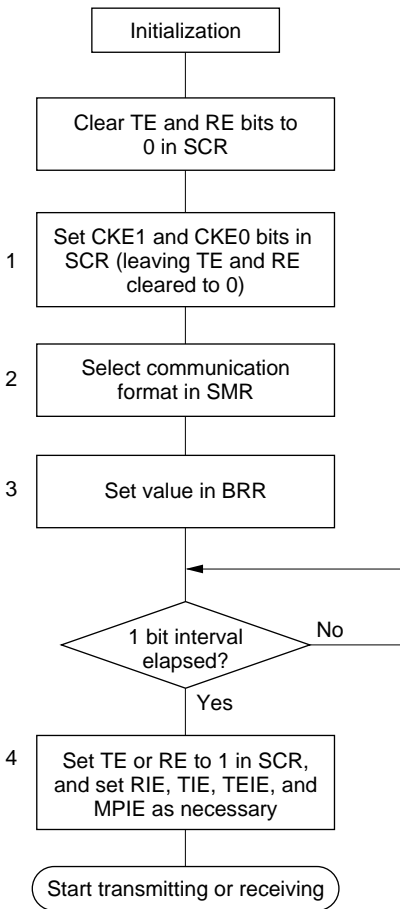 Initialization
Clear TE and RE bits to
0 in SCR
1
Set CKE1 and CKE0 bits in
SCR (leaving TE and RE
cleared to 0)
2
Select communication
format in SMR
3
Set value in BRR
1 bit interval
elapsed?
No
Yes
4
Set TE or RE to 1 in SCR,
and set RIE, TIE, TEIE, and
MPIE as necessary
Start transmitting or receiving